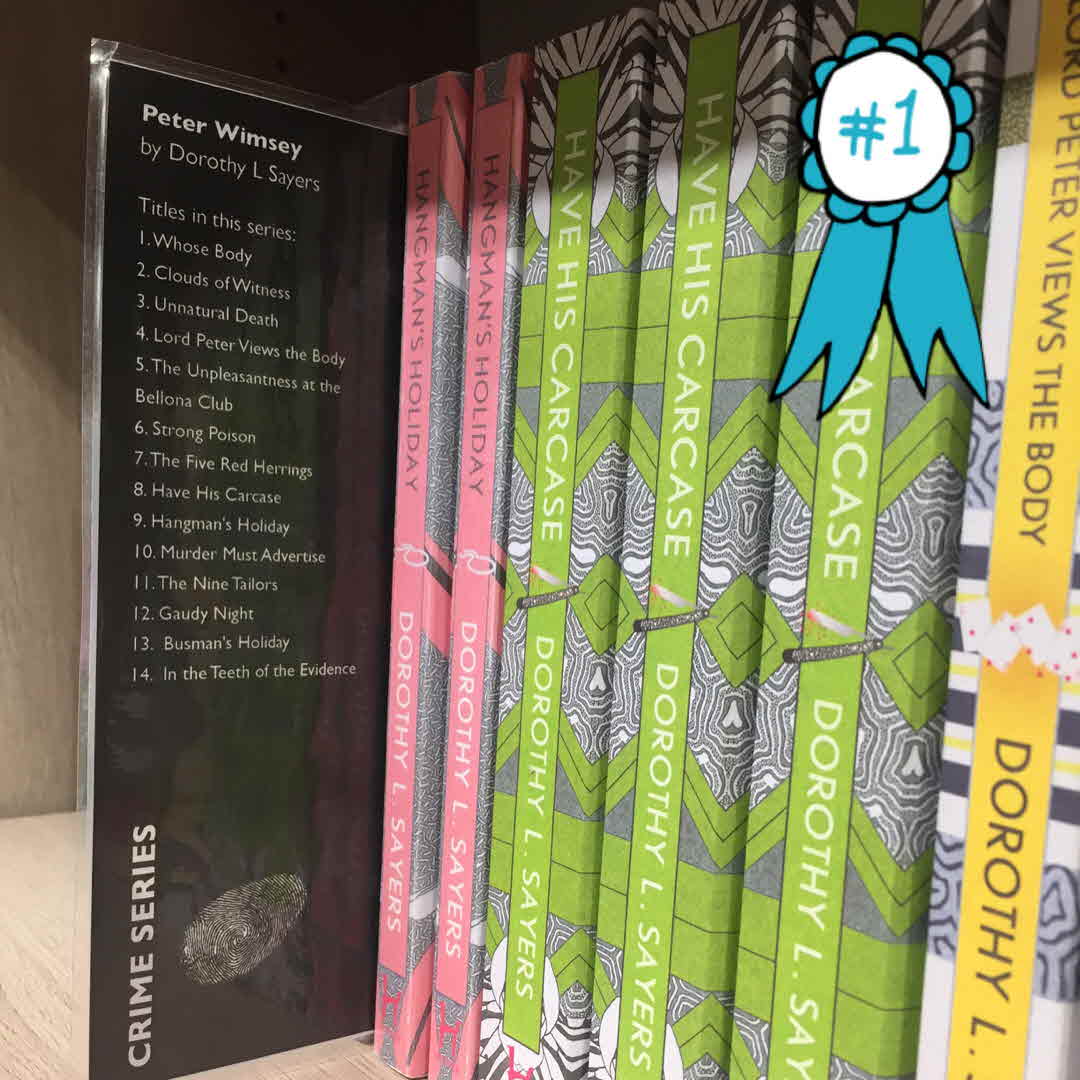 Peter Wimsey
by Dorothy L Sayers
Titles in this series:
1. Whose Body
2. Clouds of Witness
3. Unnatural Death
4. Lord Peter Views the Body
5. The Unpleasantness at the
Bellona Club
6. Strong Poison
7. The Five Red Herrings
8. Have His Carcase
9. Hangman's Holiday
10. Murder Must Advertise
11. The Nine Tailors
12. Gaudy Night
13. Busman's Holiday
14. In the Teeth of the Evidence
CRIME SERIES
HANGMAN'S HOLIDAY
DOROTHY L. SAYERS
HANGMAN'S HOLIDAY
DOROTHY L. SAYERS
HAVE HIS CARCASE
DOROTHY L. SAYERS
HAVE HIS CARCASE
DOROTHY L. SAYERS
#1
CARCASE
DOROTHY L. SAY
LORD PETER VIEWS THE BODY
DOROTHY L.